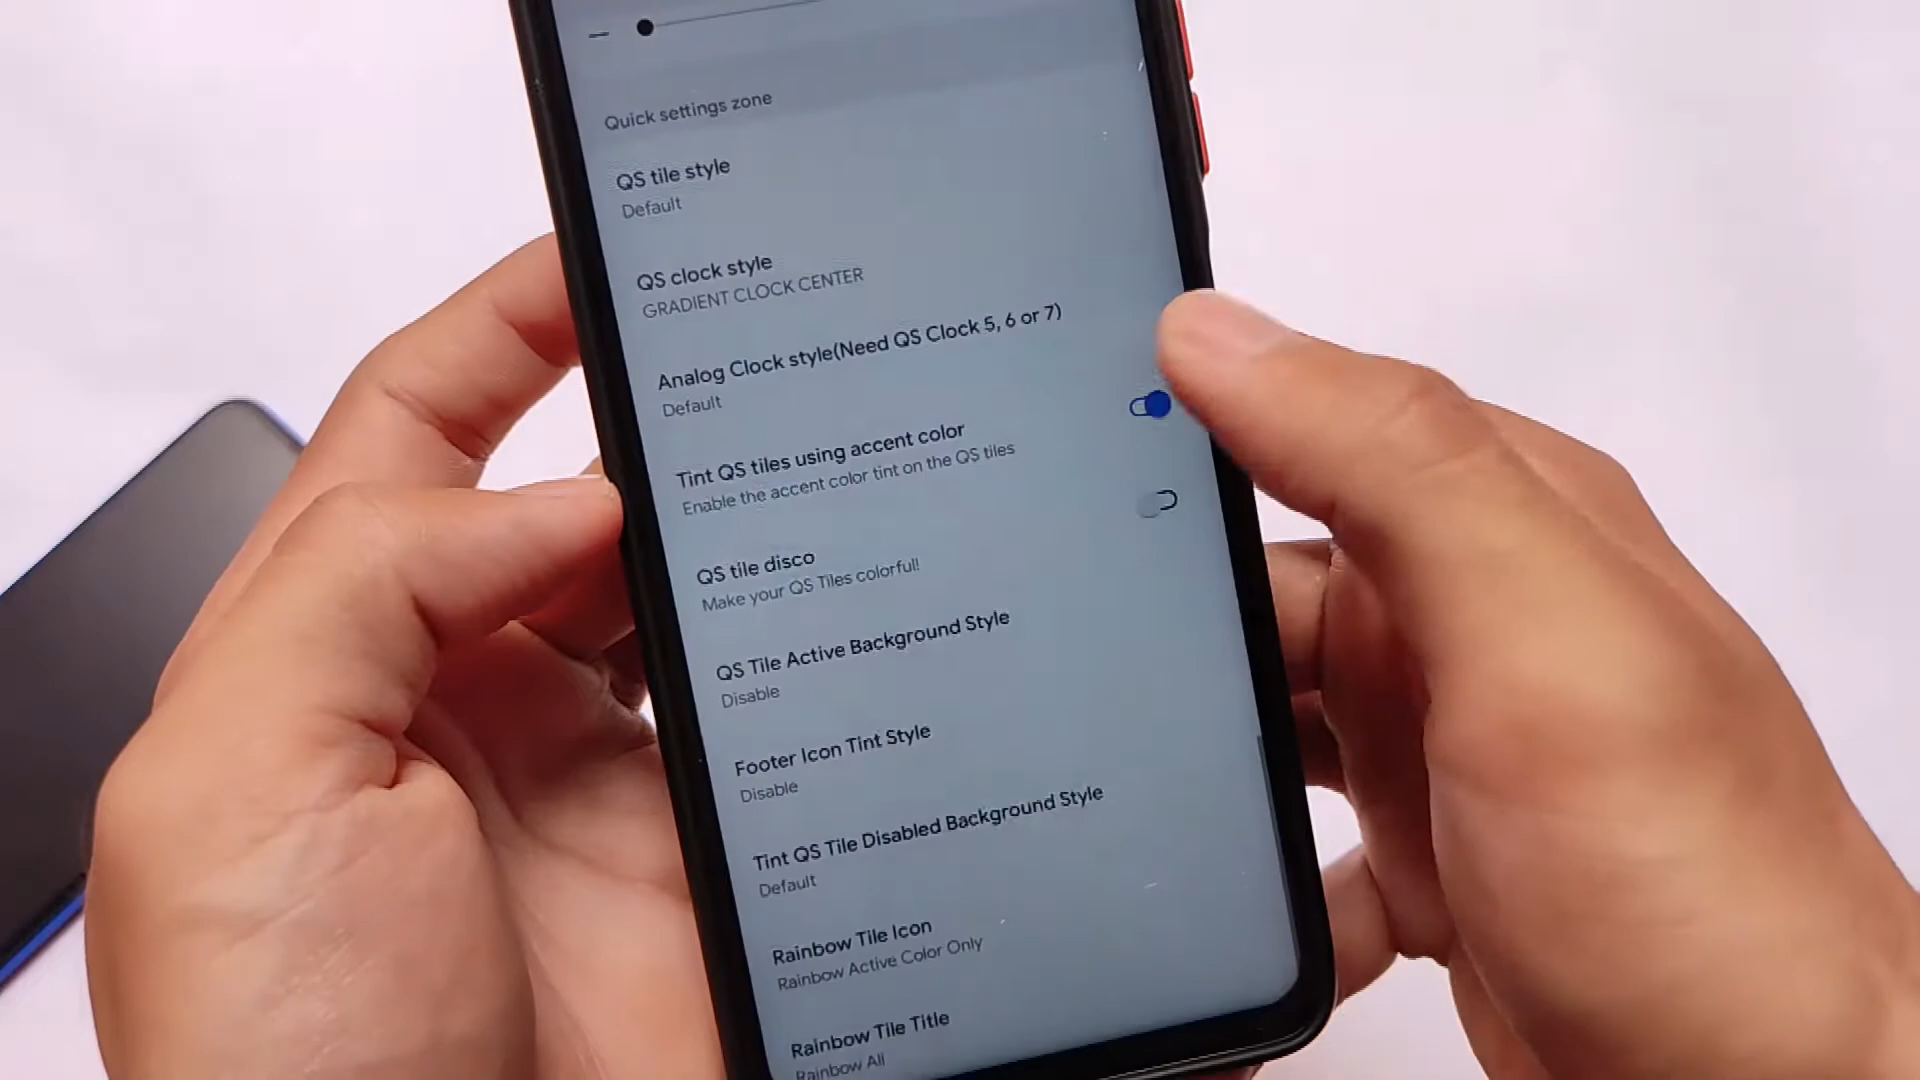 Quick settings zone
QS tile style
Default
QS clock style
GRADIENT CLOCK CENTER
Analog Clock style(Need QS Clock 5, 6 or 7)
Default
Tint QS tiles using accent color
Enable the accent color tint on the QS tiles
QS tile disco
Make your QS Tiles colorful!
QS Tile Active Background Style
Disable
Footer Icon Tint Style
Disable
Tint QS Tile Disabled Background Style
Default
Rainbow Tile Icon
Rainbow Active Color Only
Rainbow Tile Title
Rainbow All